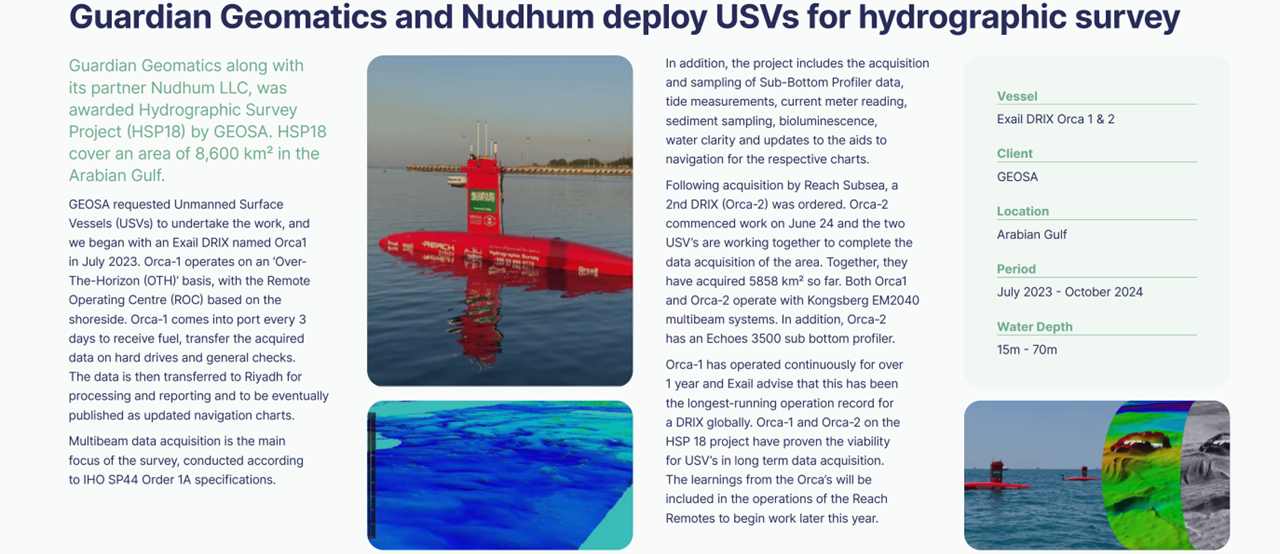 Guardian Geomatics and Nudhum deploy USVs for hydrographic survey
Guardian Geomatics along with
its partner Nudhum LLC, was
awarded Hydrographic Survey
Project (HSP18) by GEOSA. HSP18
cover an area of 8,600 km² in the
Arabian Gulf.
GEOSA requested Unmanned Surface
Vessels (USVs) to undertake the work, and
we began with an Exail DRIX named Orca1
in July 2023. Orca-1 operates on an ‘Over-
The-Horizon (OTH)’ basis, with the Remote
Operating Centre (ROC) based on the
shoreside. Orca-1 comes into port every 3
days to receive fuel, transfer the acquired
data on hard drives and general checks.
The data is then transferred to Riyadh for
processing and reporting and to be eventually
published as updated navigation charts.
Multibeam data acquisition is the main
focus of the survey, conducted according
to IHO SP44 Order 1A specifications.
REACH
Hydrographic Survey
In addition, the project includes the acquisition
and sampling of Sub-Bottom Profiler data,
tide measurements, current meter reading,
sediment sampling, bioluminescence,
water clarity and updates to the aids to
navigation for the respective charts.
Following acquisition by Reach Subsea, a
2nd DRIX (Orca-2) was ordered. Orca-2
commenced work on June 24 and the two
USV’s are working together to complete the
data acquisition of the area. Together, they
have acquired 5858 km² so far. Both Orca1
and Orca-2 operate with Kongsberg EM2040
multibeam systems. In addition, Orca-2
has an Echoes 3500 sub bottom profiler.
Orca-1 has operated continuously for over
1 year and Exail advise that this has been
the longest-running operation record for
a DRIX globally. Orca-1 and Orca-2 on the
HSP 18 project have proven the viability
for USV’s in long term data acquisition.
The learnings from the Orca’s will be
included in the operations of the Reach
Remotes to begin work later this year.
Vessel
Exail DRIX Orca 1 & 2
Client
GEOSA
Location
Arabian Gulf
Period
July 2023 - October 2024
Water Depth
15m - 70m